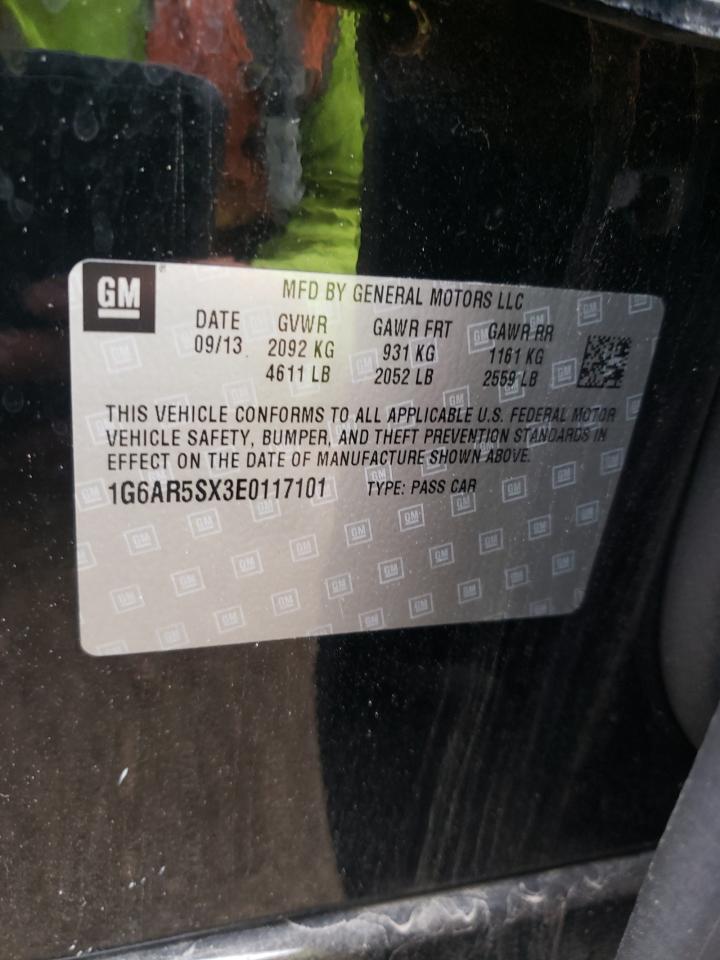 GM
MFD BY GENERAL MOTORS LLC
DATE GVWR GAWR FRT GAWR RR
09/13 2092 KG 931 KG 1161 KG
4611 LB 2052 LB 2559 LB
THIS VEHICLE CONFORMS TO ALL APPLICABLE U.S. FEDERAL MOTOR
VEHICLE SAFETY, BUMPER, AND THEFT PREVENTION STANDARDS IN
EFFECT ON THE DATE OF MANUFACTURE SHOWN ABOVE.
1G6AR5SX3E0117101 TYPE: PASS CAR